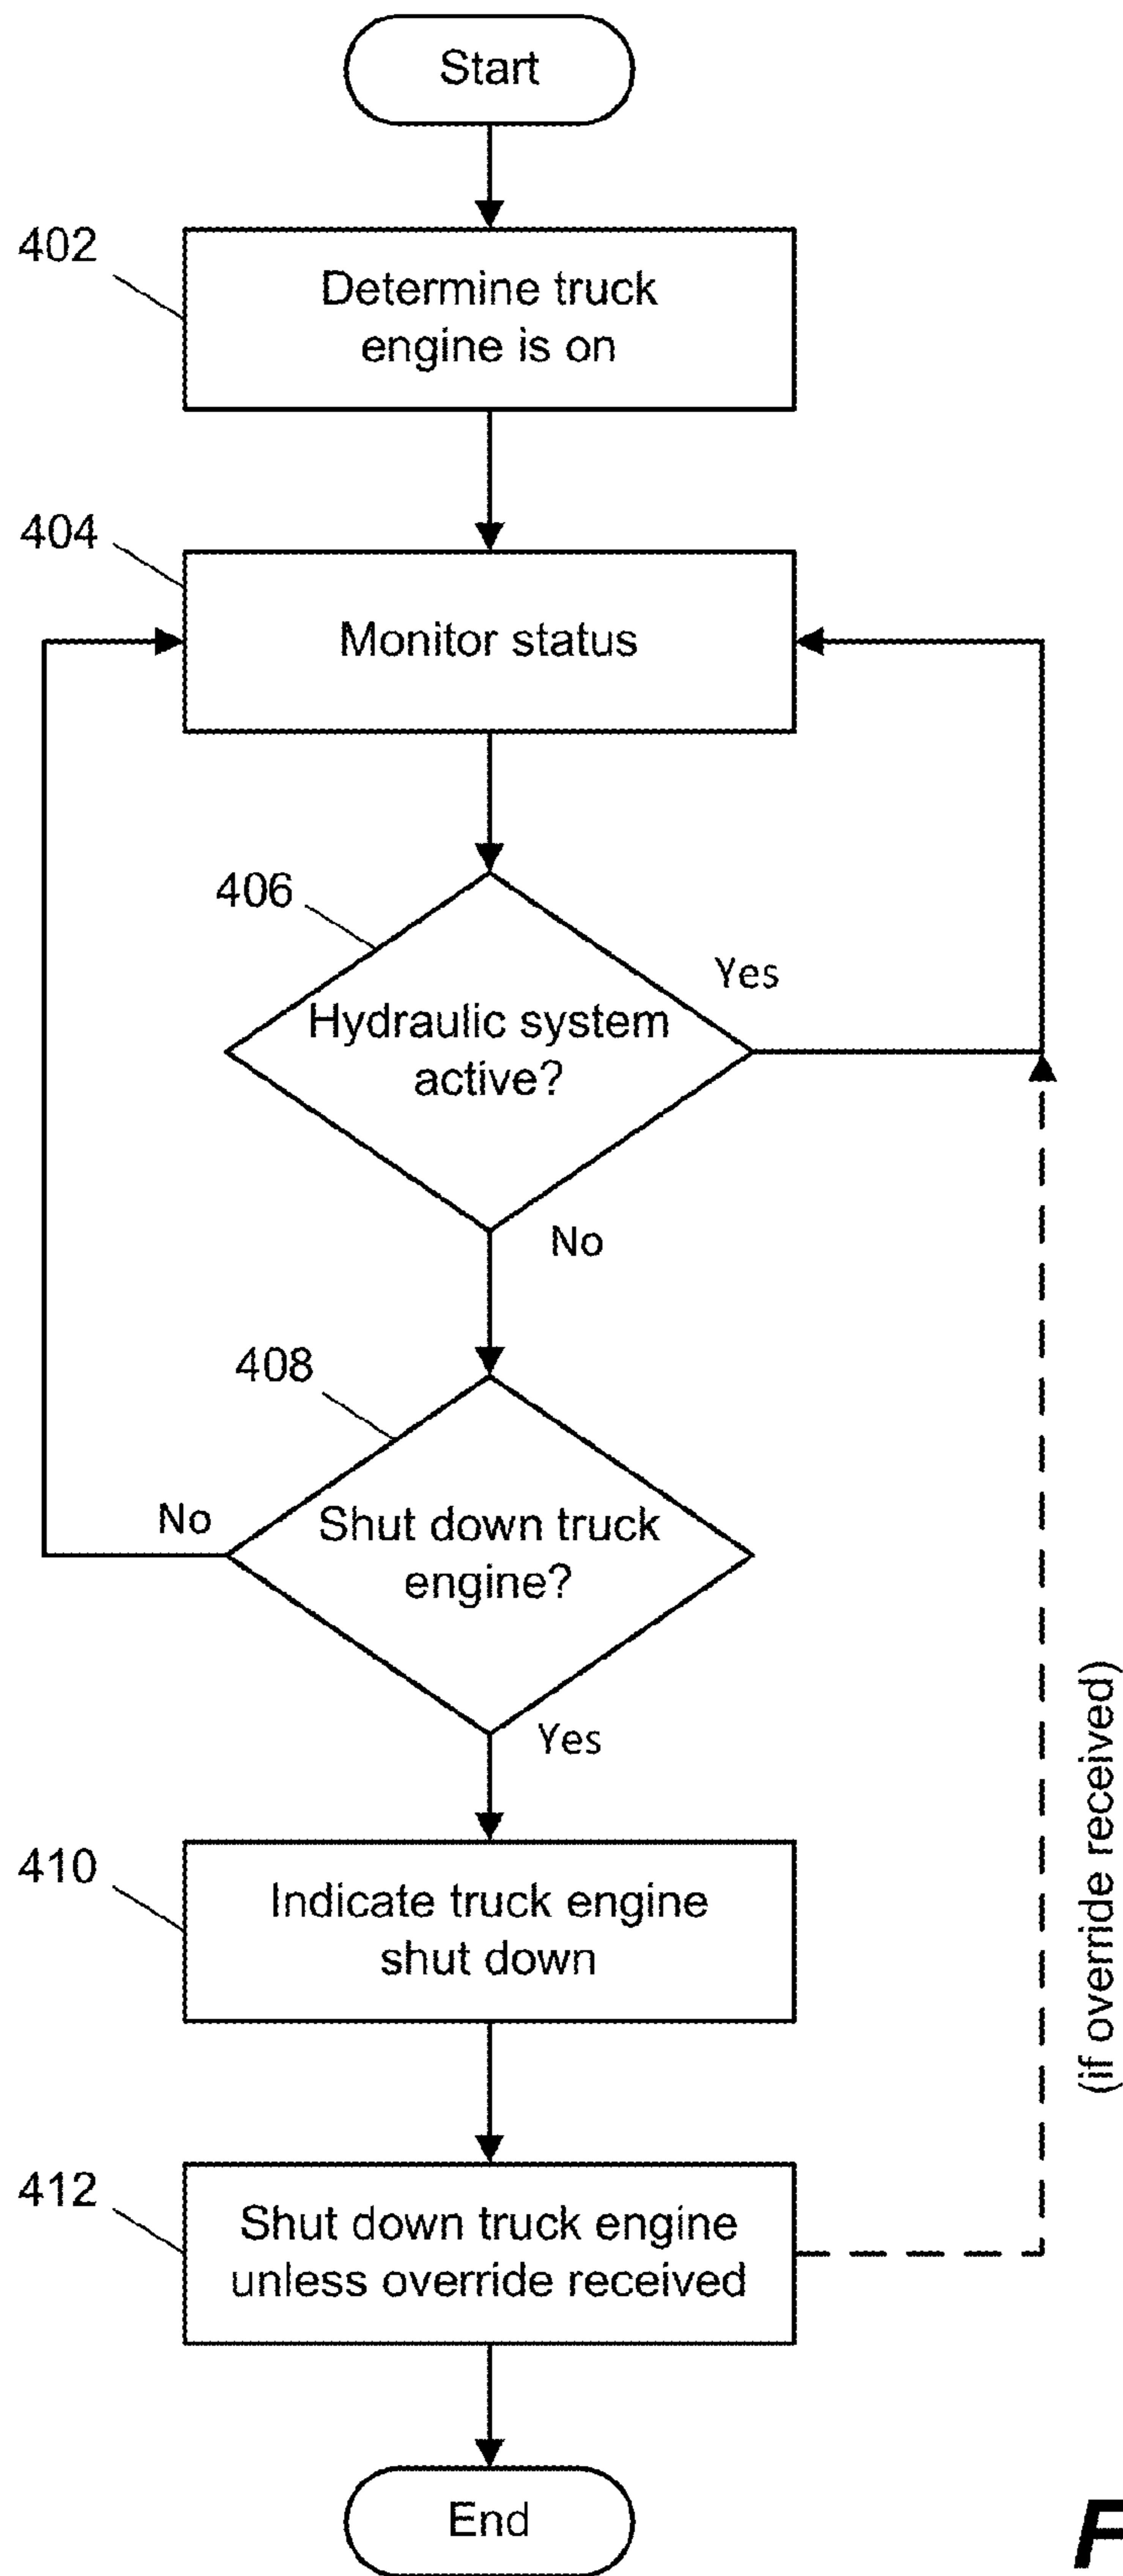 Start
402
Determine truck
engine is on
404
Monitor status
406
Hydraulic system
active?
Yes
No
408
Shut down truck
engine?
No
Yes
410
Indicate truck engine
shut down
(if override received)
412
Shut down truck engine
unless override received
End
F